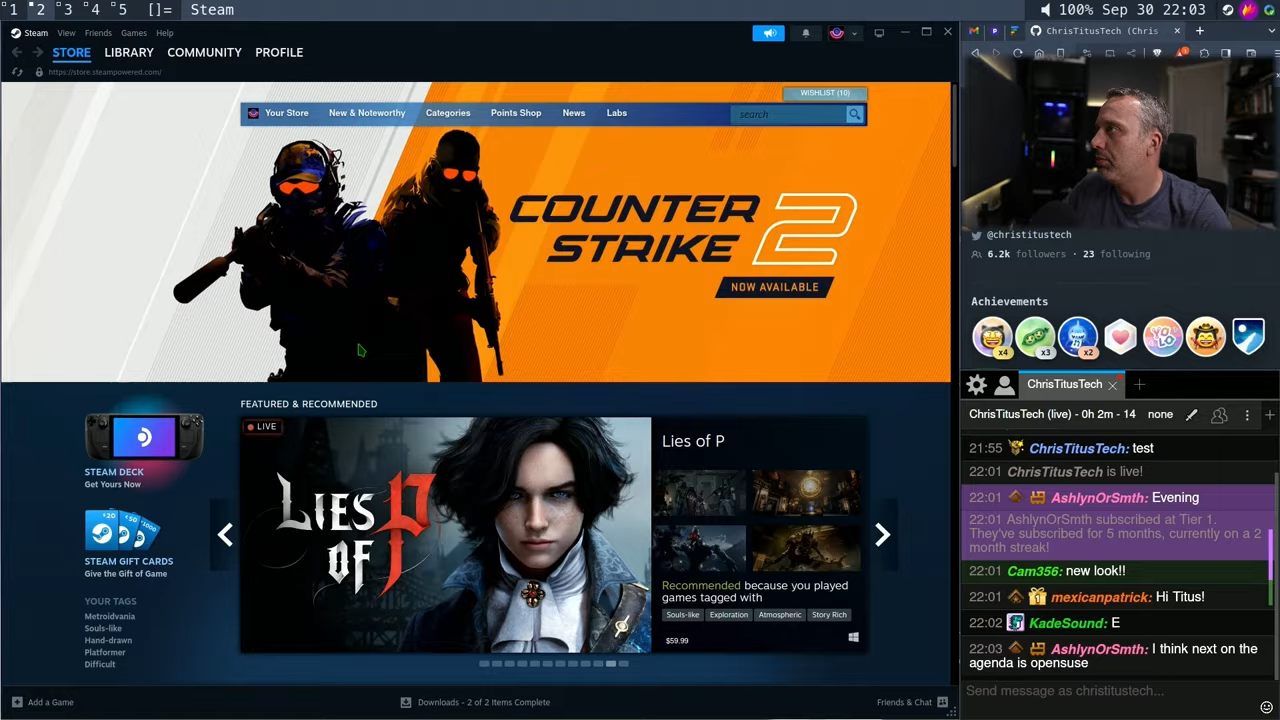 1 2 3 4 5 []= Steam
100% Sep 30 22:03
Steam View Friends Games Help
STORE LIBRARY COMMUNITY PROFILE
https://store.steampowered.com/
WISHLIST (10)
Your Store New & Noteworthy Categories Points Shop News Labs
search
COUNTER
STRIKE 2
NOW AVAILABLE
FEATURED & RECOMMENDED
STEAM DECK
Get Yours Now
$20 $50
STEAM GIFT CARDS
Give the Gift of Game
YOUR TAGS
Metroidvania
Souls-like
Hand-drawn
Platformer
Difficult
LIVE
LIES
OF P
Lies of P
Recommended because you played
games tagged with
Souls-like Exploration Atmospheric Story Rich
$59.99
Add a Game
Downloads - 2 of 2 Items Complete
Friends & Chat
ChrisTitusTech (Chris
@christitustech
6.2k followers · 23 following
Achievements
x4 x3 x2
YOLO
ChrisTitusTech
ChrisTitusTech (live) - 0h 2m - 14 none
21:55 ChrisTitusTech: test
22:01 ChrisTitusTech is live!
22:01 AshlynOrSmth: Evening
22:01 AshlynOrSmth subscribed at Tier 1.
They've subscribed for 5 months, currently on a 2
month streak!
22:01 Cam356: new look!!
22:01 mexicanpatrick: Hi Titus!
22:02 KadeSound: E
22:03 AshlynOrSmth: I think next on the
agenda is opensuse
Send message as christitustech...